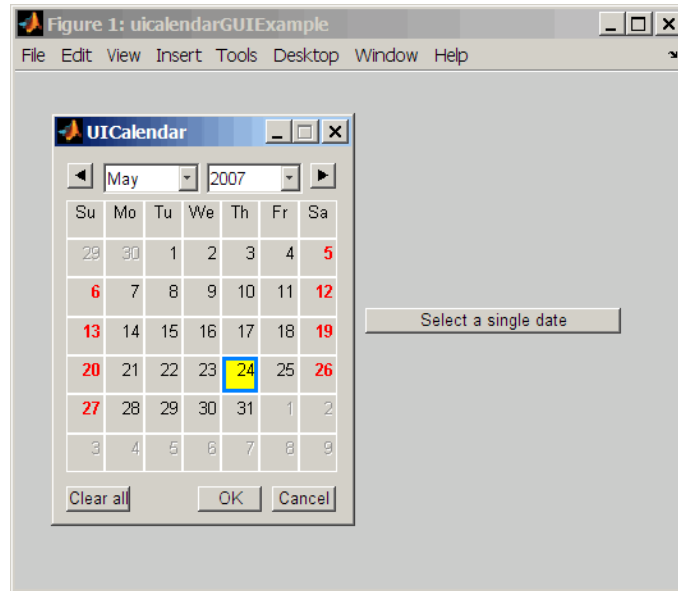 Figure 1: uicalendarGUIExample
File Edit View Insert Tools Desktop Window Help
UICalendar
May 2007
Su Mo Tu We Th Fr Sa
29 30 1 2 3 4 5
6 7 8 9 10 11 12
13 14 15 16 17 18 19
Select a single date
20 21 22 23 24 25 26
27 28 29 30 31 1 2
3 4 5 6 7 8 9
Clear all OK Cancel